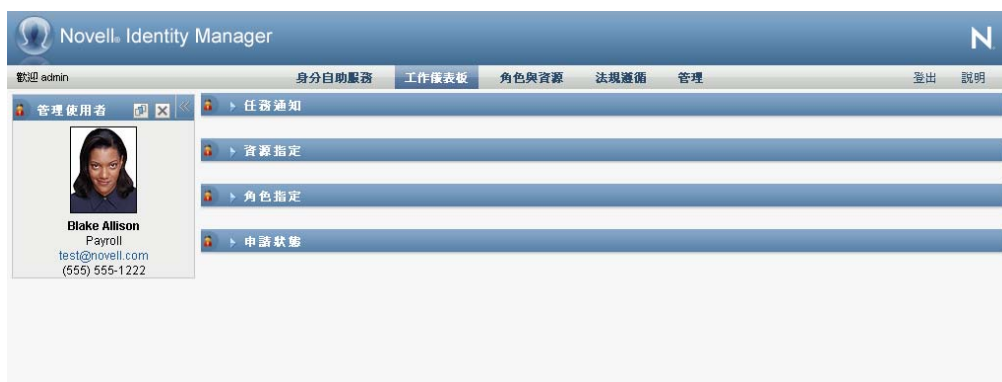 Novell® Identity Manager
N
歡迎 admin
身分自助服務 工作儀表板 角色與資源 法規遵循 管理 登出 說明
管理使用者
任務通知
資源指定
角色指定
申請狀態
Blake Allison
Payroll
test@novell.com
(555) 555-1222